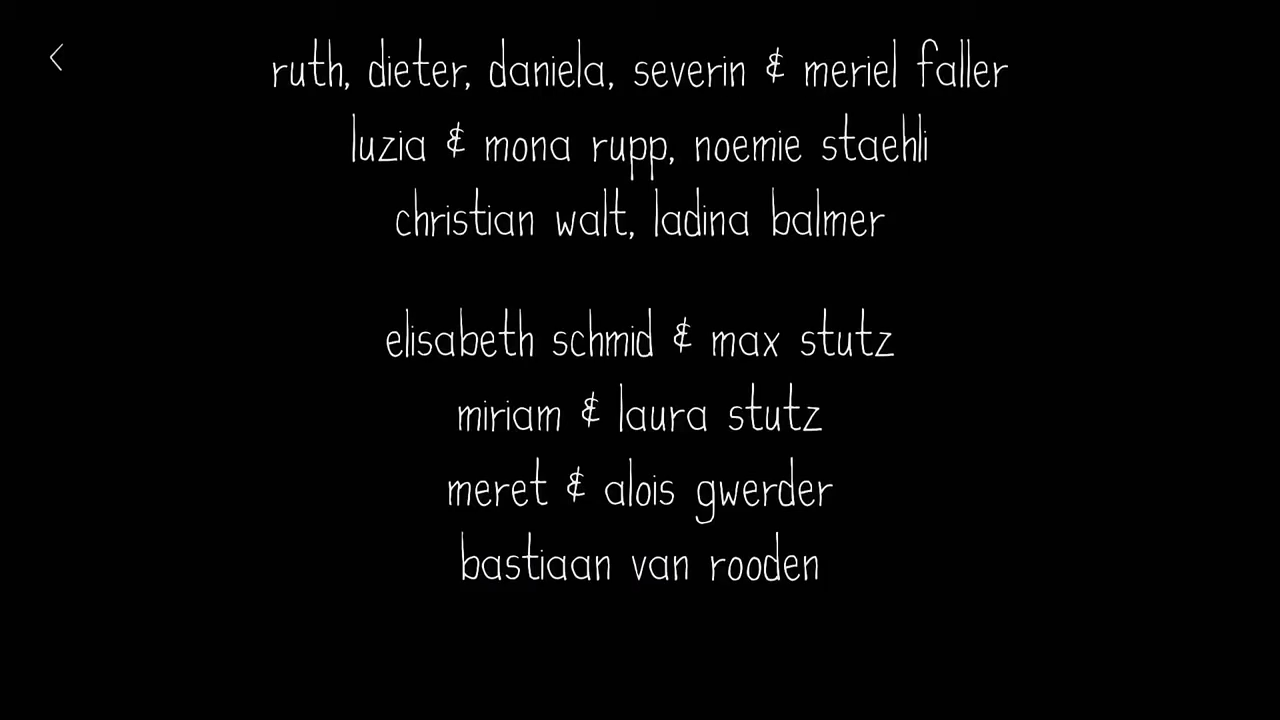 ruth, dieter, daniela, severin & meriel faller
luzia & mona rupp, noemie staehli
christian walt, ladina balmer
elisabeth schmid & max stutz
miriam & laura stutz
meret & alois gwerder
bastiaan van rooden